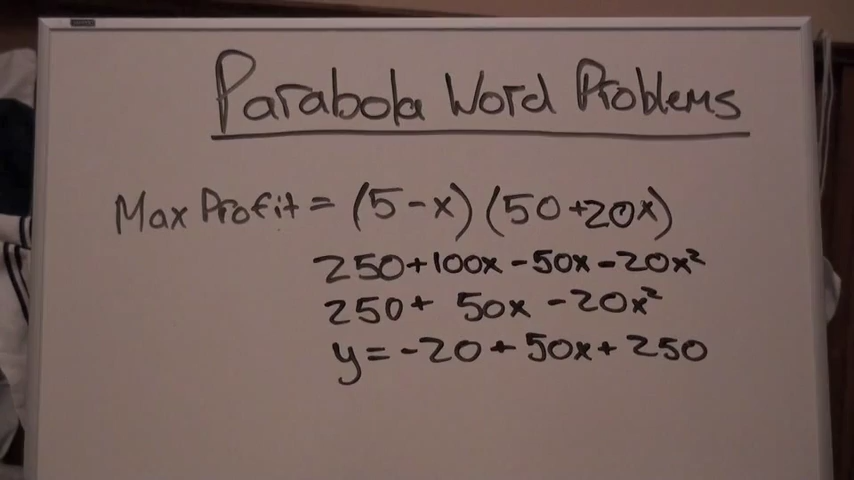 Parabola Word Problems
Max Profit = (5-x) (50+20x)
250+100x-50x-20x²
250+ 50x -20x²
y=-20+50x+250